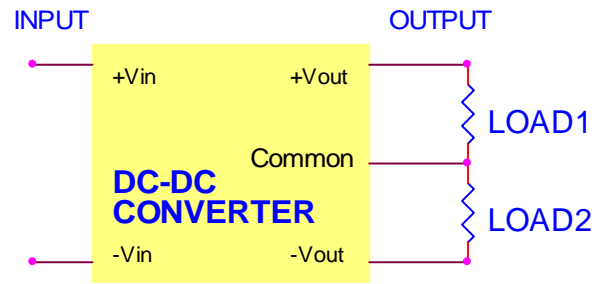 INPUT
OUTPUT
+Vin
+Vout
LOAD1
Common
DC-DC
CONVERTER
LOAD2
-Vin
-Vout